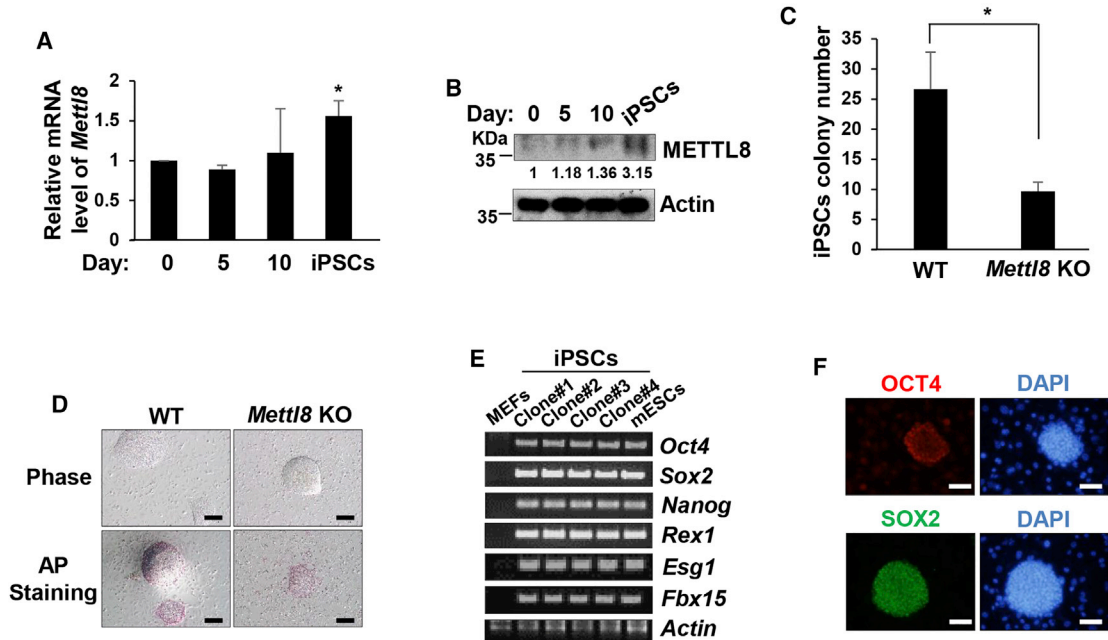 A
Relative mRNA
level of Mettl8
2
1.5
1
0.5
0
Day: 0 5 10 iPSCs
B
Day: 0 5 10 iPSCs
KDa
35
METTL8
1 1.18 1.36 3.15
35
Actin
*
C
iPSCs colony number
35
30
25
20
15
10
5
0
*
WT Mettl8 KO
D
WT Mettl8 KO
Phase
AP
Staining
E
iPSCs
MEFs Clone#1 Clone#2 Clone#3 Clone#4 mESCs
Oct4
Sox2
Nanog
Rex1
Esg1
Fbx15
Actin
F
OCT4 DAPI
SOX2 DAPI